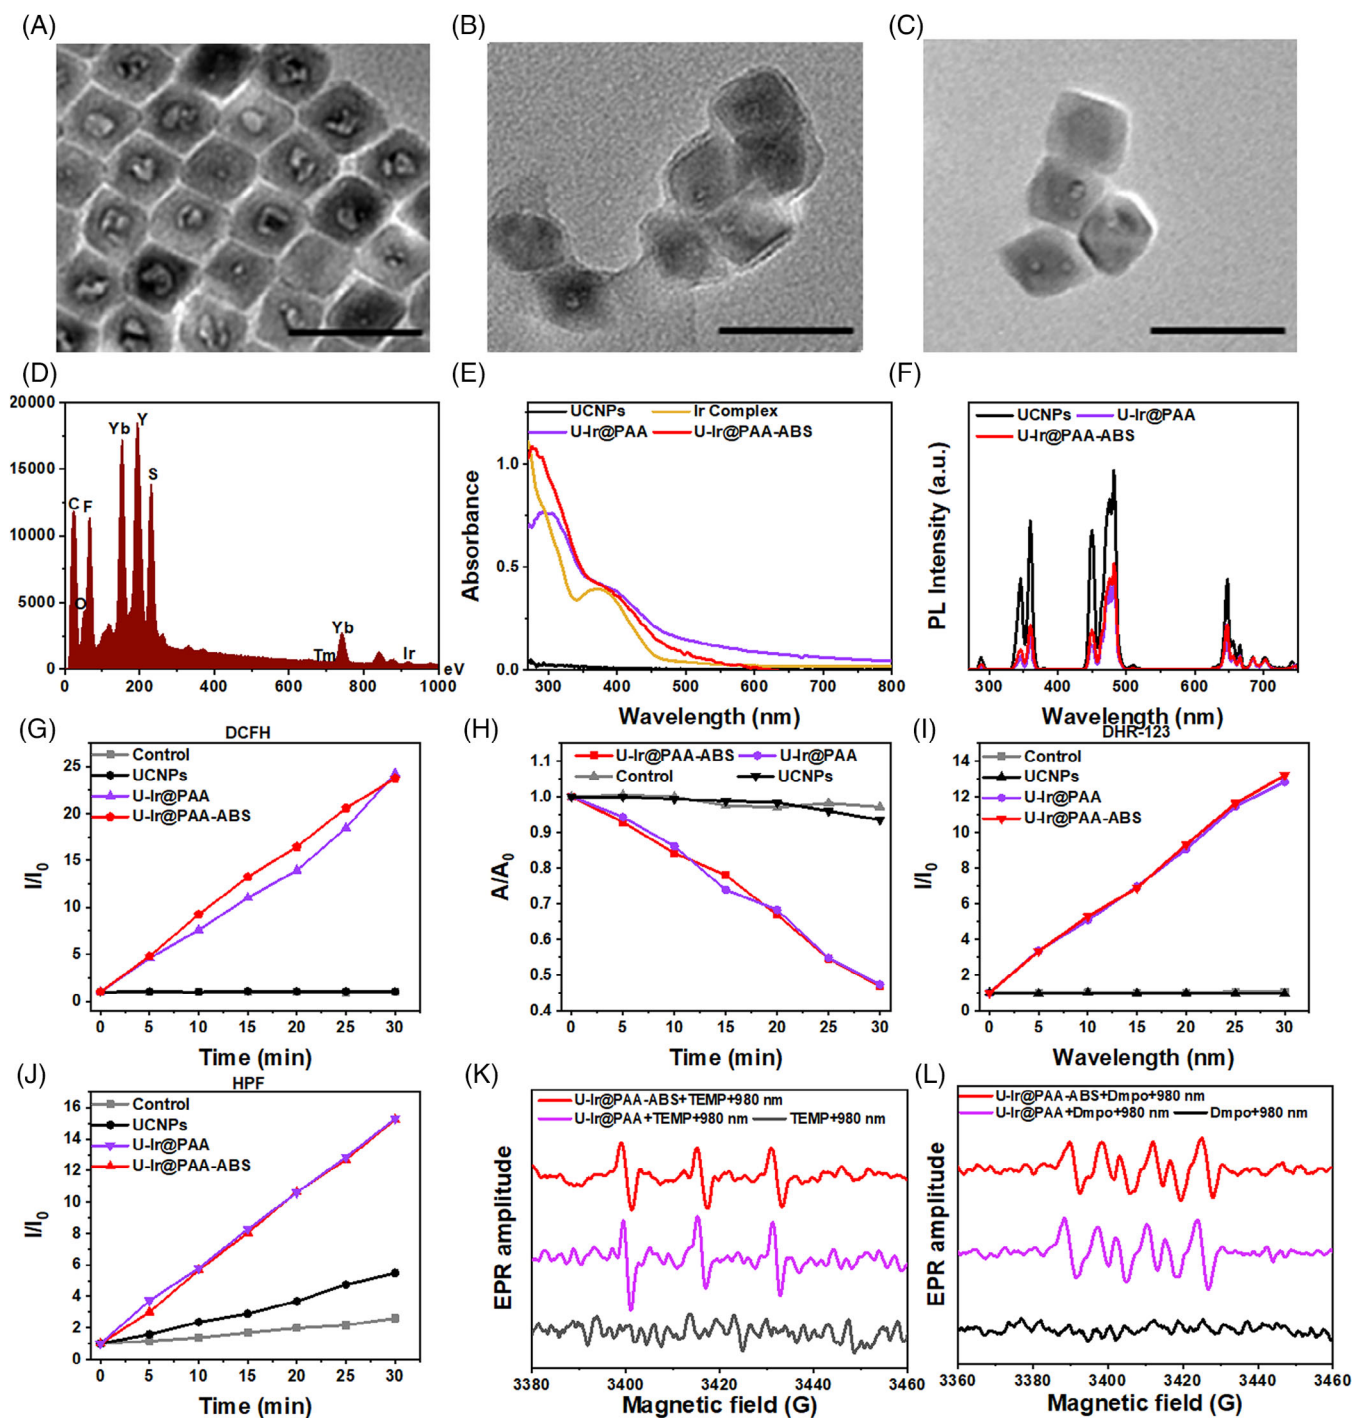 (A)
(B)
(C)
(D)
20000
15000
10000
5000
0
C
F
O
Yb
Y
S
Tm
Yb
Ir
0 200 400 600 800 1000
eV
(E)
UCNPs Ir Complex
U-Ir@PAA U-Ir@PAA-ABS
Absorbance
1.0
0.5
0.0
300 400 500 600 700 800
Wavelength (nm)
(F)
UCNPs U-Ir@PAA
U-Ir@PAA-ABS
PL Intensity (a.u.)
300 400 500 600 700
Wavelength (nm)
(G)
DCFH
Control
UCNPs
U-Ir@PAA
U-Ir@PAA-ABS
I/I0
25
20
15
10
5
0
0 5 10 15 20 25 30
Time (min)
(H)
U-Ir@PAA-ABS U-Ir@PAA
Control UCNPs
A/A0
1.1
1.0
0.9
0.8
0.7
0.6
0.5
0.4
0 5 10 15 20 25 30
Time (min)
(I)
DHR-123
Control
UCNPs
U-Ir@PAA
U-Ir@PAA-ABS
I/I0
14
12
10
8
6
4
2
0
0 5 10 15 20 25 30
Wavelength (nm)
(J)
HPF
Control
UCNPs
U-Ir@PAA
U-Ir@PAA-ABS
I/I0
16
14
12
10
8
6
4
2
0
0 5 10 15 20 25 30
Time (min)
(K)
U-Ir@PAA-ABS+TEMP+980 nm
U-Ir@PAA+TEMP+980 nm TEMP+980 nm
EPR amplitude
3380 3400 3420 3440 3460
Magnetic field (G)
(L)
U-Ir@PAA-ABS+Dmpo+980 nm
U-Ir@PAA+Dmpo+980 nm Dmpo+980 nm
EPR amplitude
3360 3380 3400 3420 3440 3460
Magnetic field (G)